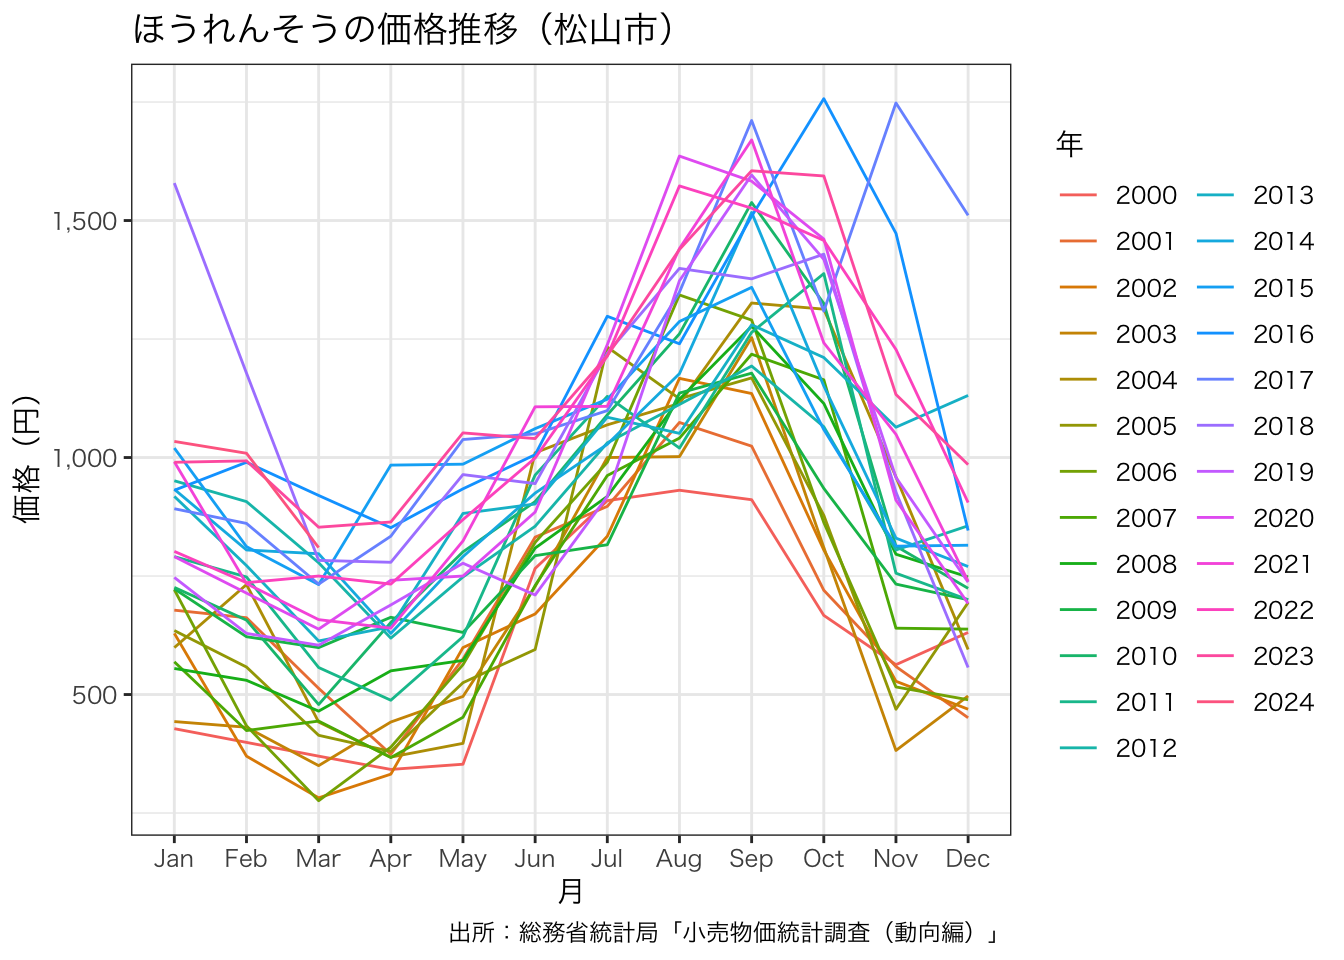 ほうれんそうの価格推移（松山市）
価格（円）
1,500
1,000
500
Jan Feb Mar Apr May Jun Jul Aug Sep Oct Nov Dec
月
年
2000 2013
2001 2014
2002 2015
2003 2016
2004 2017
2005 2018
2006 2019
2007 2020
2008 2021
2009 2022
2010 2023
2011 2024
2012
出所：総務省統計局「小売物価統計調査（動向編）」